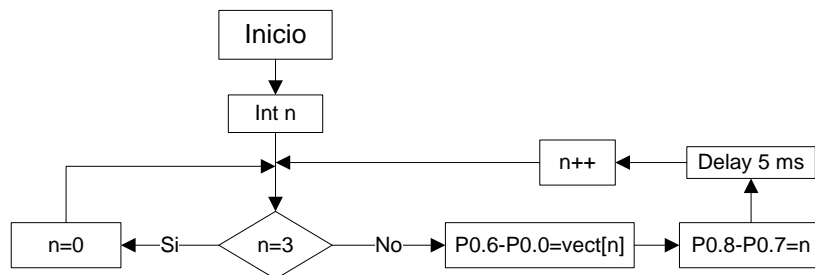 Inicio
Int n
n++
Delay 5 ms
n=0
Si
n=3
No
P0.6-P0.0=vect[n]
P0.8-P0.7=n